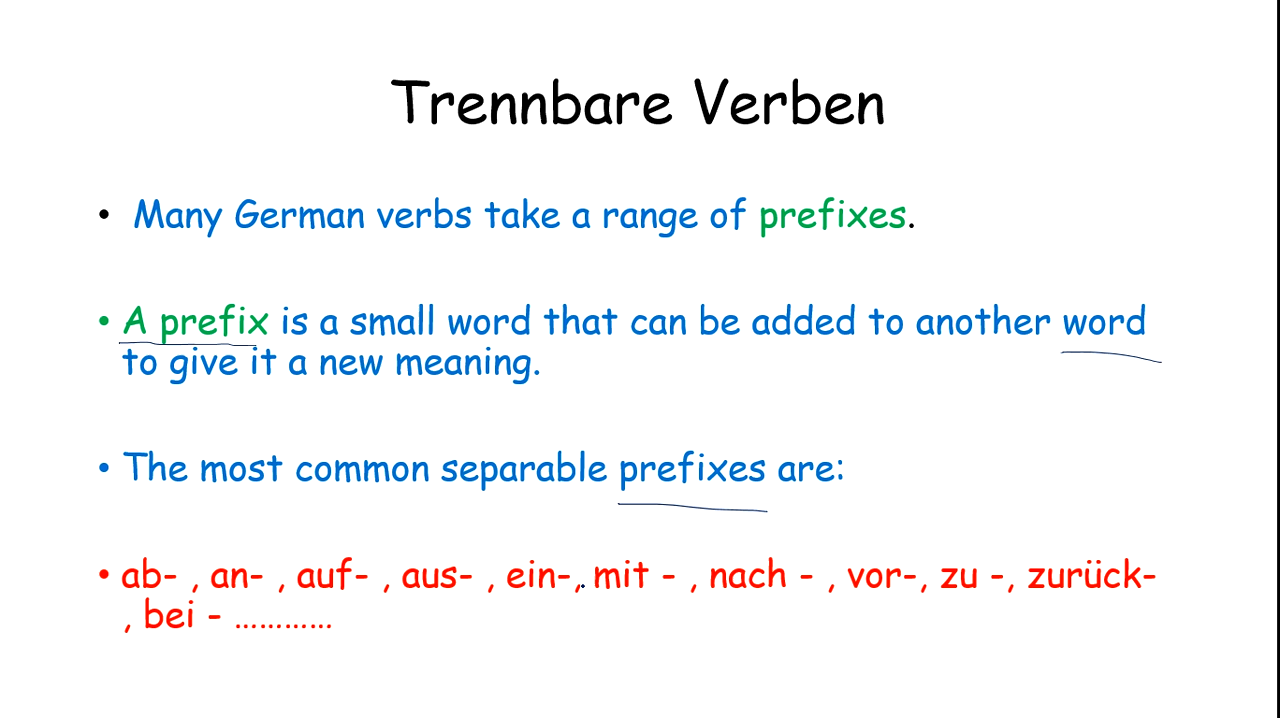 Trennbare Verben
• Many German verbs take a range of prefixes.
• A prefix is a small word that can be added to another word
to give it a new meaning.
• The most common separable prefixes are:
• ab- , an- , auf- , aus- , ein-, mit - , nach - , vor-, zu -, zurück-
, bei - …………